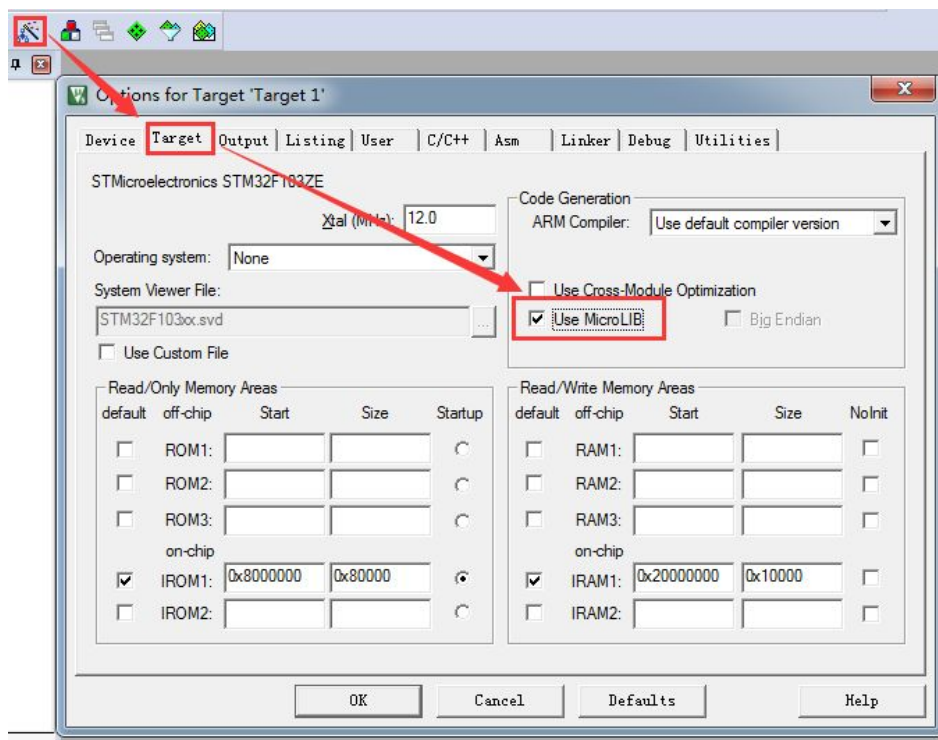 Options for Target 'Target 1'
Device Target Output Listing User C/C++ Asm Linker Debug Utilities
STMicroelectronics STM32F103ZE
Xtal (MHz): 12.0
Operating system: None
System Viewer File:
STM32F103xx.svd ...
Use Custom File
Code Generation
ARM Compiler: Use default compiler version
Use Cross-Module Optimization
Use MicroLIB Big Endian
Read/Only Memory Areas
default off-chip Start Size Startup
ROM1:
ROM2:
ROM3:
on-chip
IROM1: 0x8000000 0x80000
IROM2:
Read/Write Memory Areas
default off-chip Start Size NoInit
RAM1:
RAM2:
RAM3:
on-chip
IRAM1: 0x20000000 0x10000
IRAM2:
OK Cancel Defaults Help